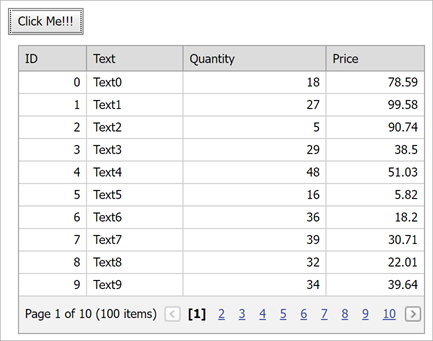 Click Me!!!
ID Text Quantity Price
0 Text0 18 78.59
1 Text1 27 99.58
2 Text2 5 90.74
3 Text3 29 38.5
4 Text4 48 51.03
5 Text5 16 5.82
6 Text6 36 18.2
7 Text7 39 30.71
8 Text8 32 22.01
9 Text9 34 39.64
Page 1 of 10 (100 items) < [1] 2 3 4 5 6 7 8 9 10 >